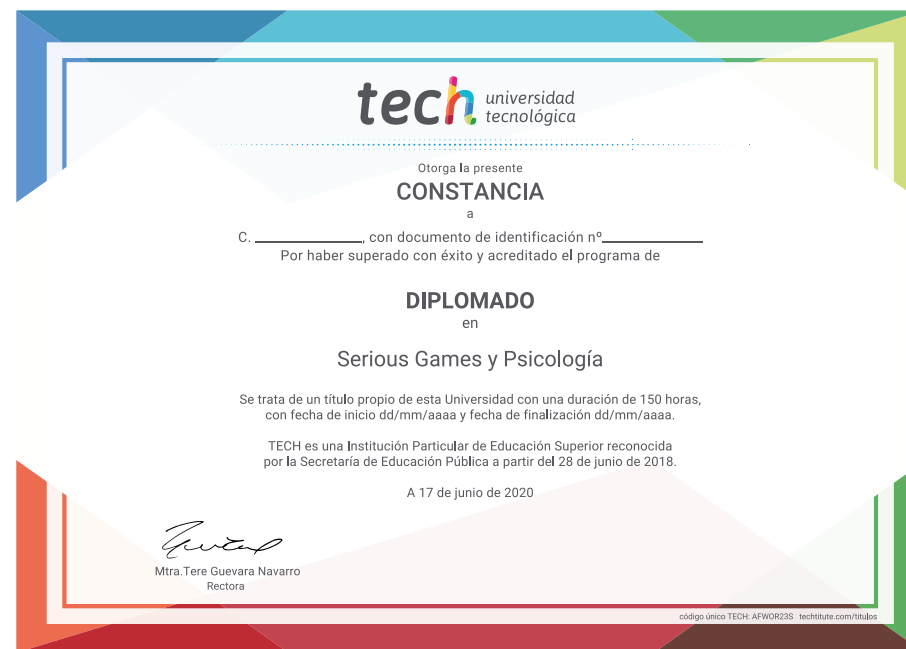 tech universidad
tecnológica
Otorga la presente
CONSTANCIA
a
C. ____________, con documento de identificación nº____________
Por haber superado con éxito y acreditado el programa de
DIPLOMADO
en
Serious Games y Psicología
Se trata de un título propio de esta Universidad con una duración de 150 horas,
con fecha de inicio dd/mm/aaaa y fecha de finalización dd/mm/aaaa.
TECH es una Institución Particular de Educación Superior reconocida
por la Secretaría de Educación Pública a partir del 28 de junio de 2018.
A 17 de junio de 2020
Mtra.Tere Guevara Navarro
Rectora
código único TECH: AFWOR23S techtitute.com/titulos